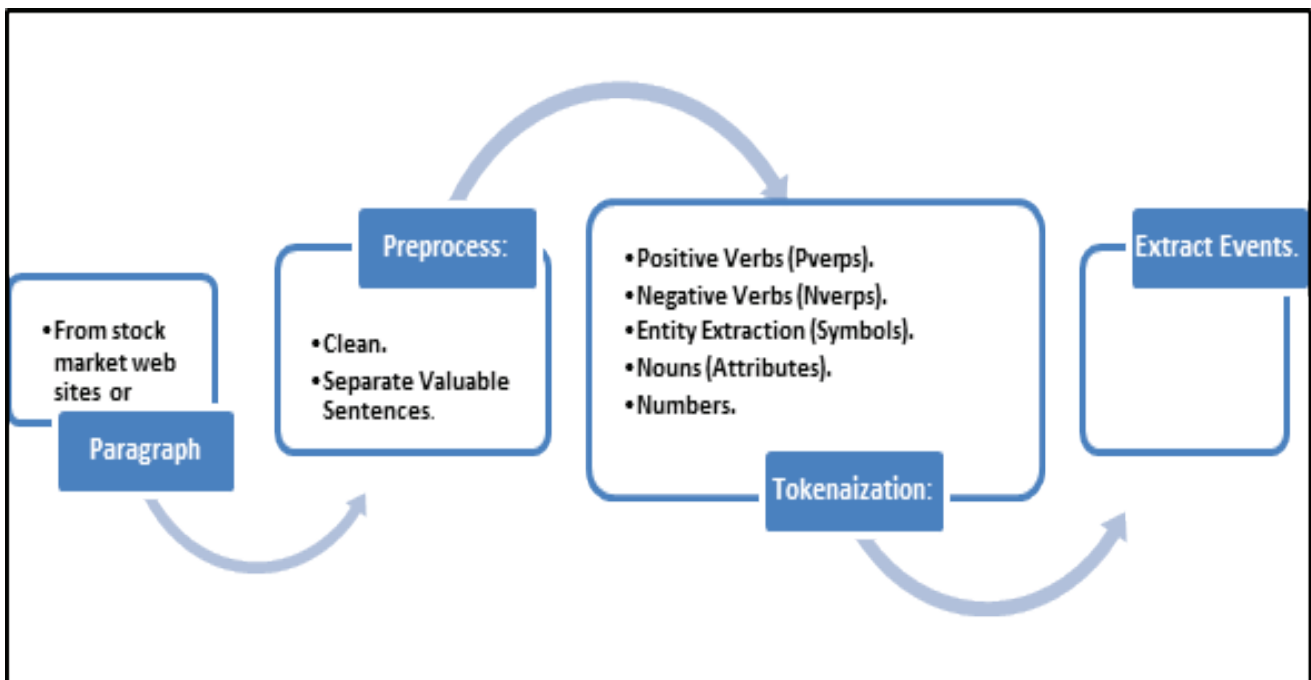 •From stock
market web
sites or
Paragraph
Preprocess:
•Clean.
•Separate Valuable
Sentences.
•Positive Verbs (Pverps).
•Negative Verbs (Nverps).
•Entity Extraction (Symbols).
•Nouns (Attributes).
•Numbers.
Tokenaization:
Extract Events.